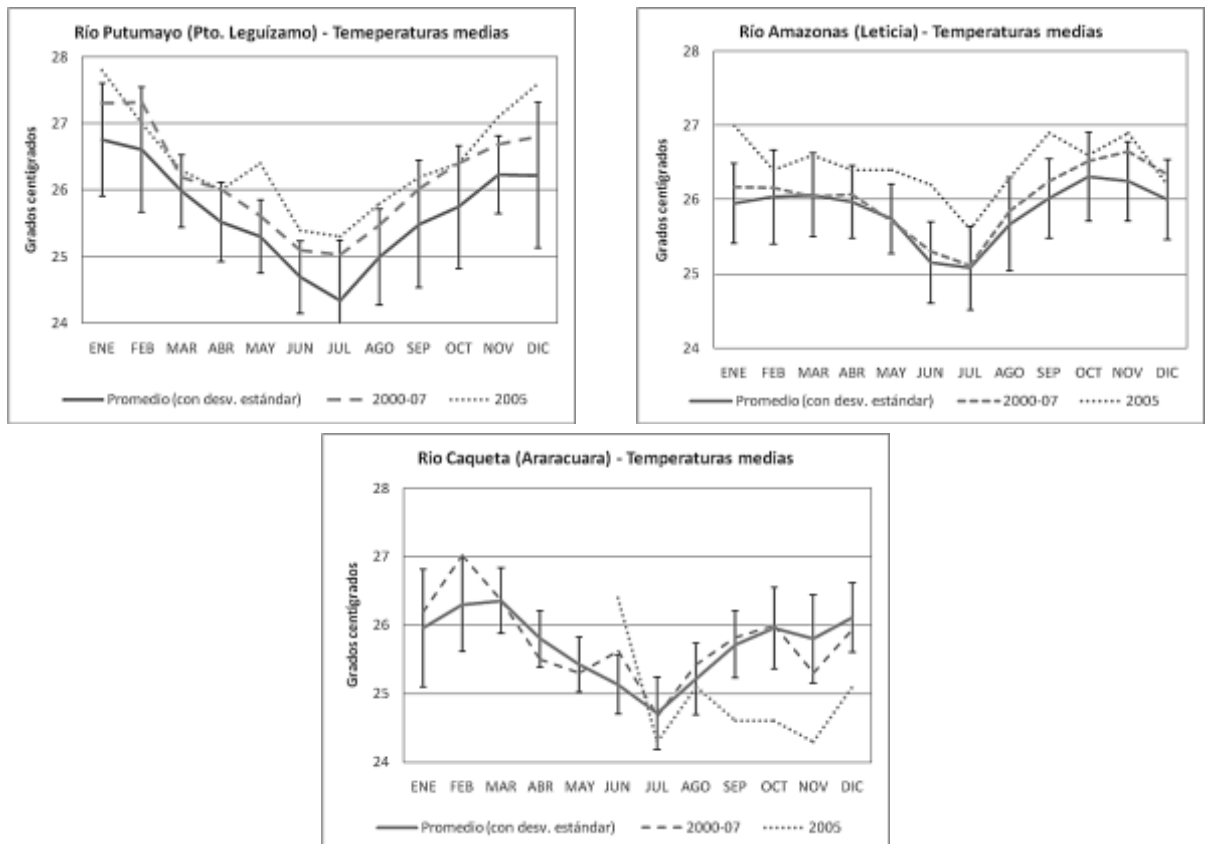 Río Putumayo (Pto. Leguízamo) - Temeperaturas medias
28
27
26
25
24
Grados centígrados
ENE FEB MAR ABR MAY JUN JUL AGO SEP OCT NOV DIC
Promedio (con desv. estándar) 2000-07 2005
Río Amazonas (Leticia) - Temperaturas medias
28
27
26
25
24
Grados centígrados
ENE FEB MAR ABR MAY JUN JUL AGO SEP OCT NOV DIC
Promedio (con desv. estándar) 2000-07 2005
Rio Caqueta (Araracuara) - Temperaturas medias
28
27
26
25
24
Grados centígrados
ENE FEB MAR ABR MAY JUN JUL AGO SEP OCT NOV DIC
Promedio (con desv. estándar) 2000-07 2005